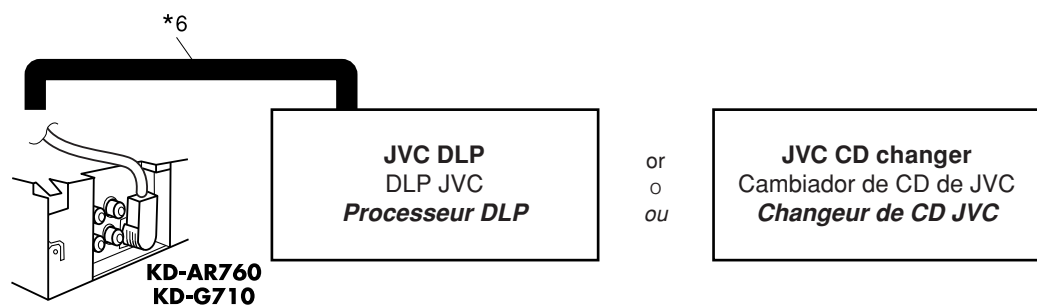 *6
JVC DLP
DLP JVC
Processeur DLP
or
o
ou
JVC CD changer
Cambiador de CD de JVC
Changeur de CD JVC
KD-AR760
KD-G710